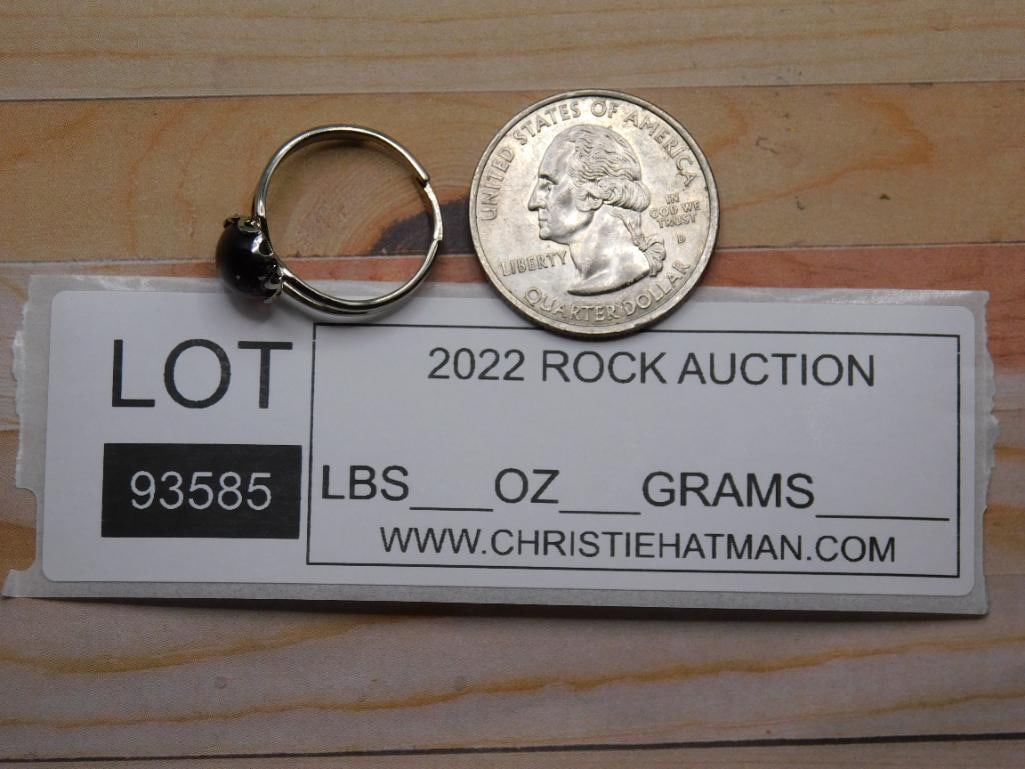 UNITED STATES OF AMERICA
IN
GOD WE
TRUST
D
LIBERTY
QUARTER DOLLAR
LOT
93585
2022 ROCK AUCTION
LBS___OZ___GRAMS_____
WWW.CHRISTIEHATMAN.COM